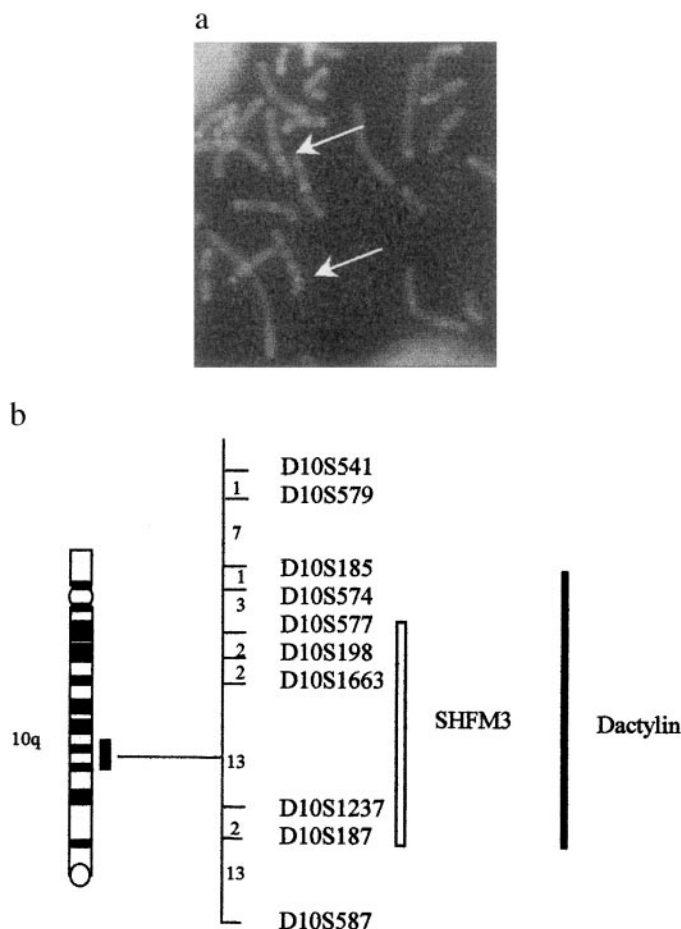 a
b
D10S541
1
D10S579
7
D10S185
1
D10S574
3
D10S577
2
D10S198
2
D10S1663
SHFM3
Dactylin
10q
13
D10S1237
2
D10S187
13
D10S587